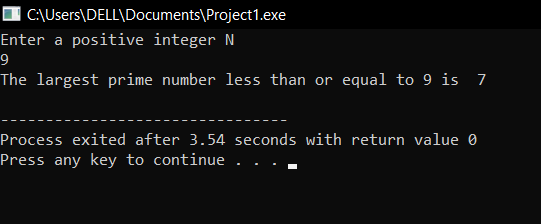 C:\Users\DELL\Documents\Project1.exe
Enter a positive integer N
9
The largest prime number less than or equal to 9 is  7
--------------------------------
Process exited after 3.54 seconds with return value 0
Press any key to continue . . .